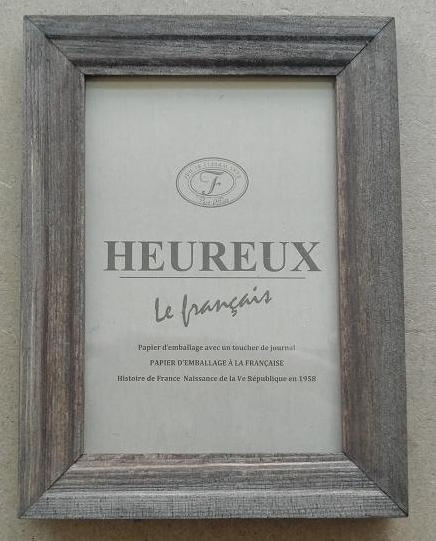 F
HEUREUX
Le français
Papier d'emballage avec un toucher de journal
PAPIER D'EMBALLAGE À LA FRANÇAISE
Histoire de France Naissance de la Ve République en 1958